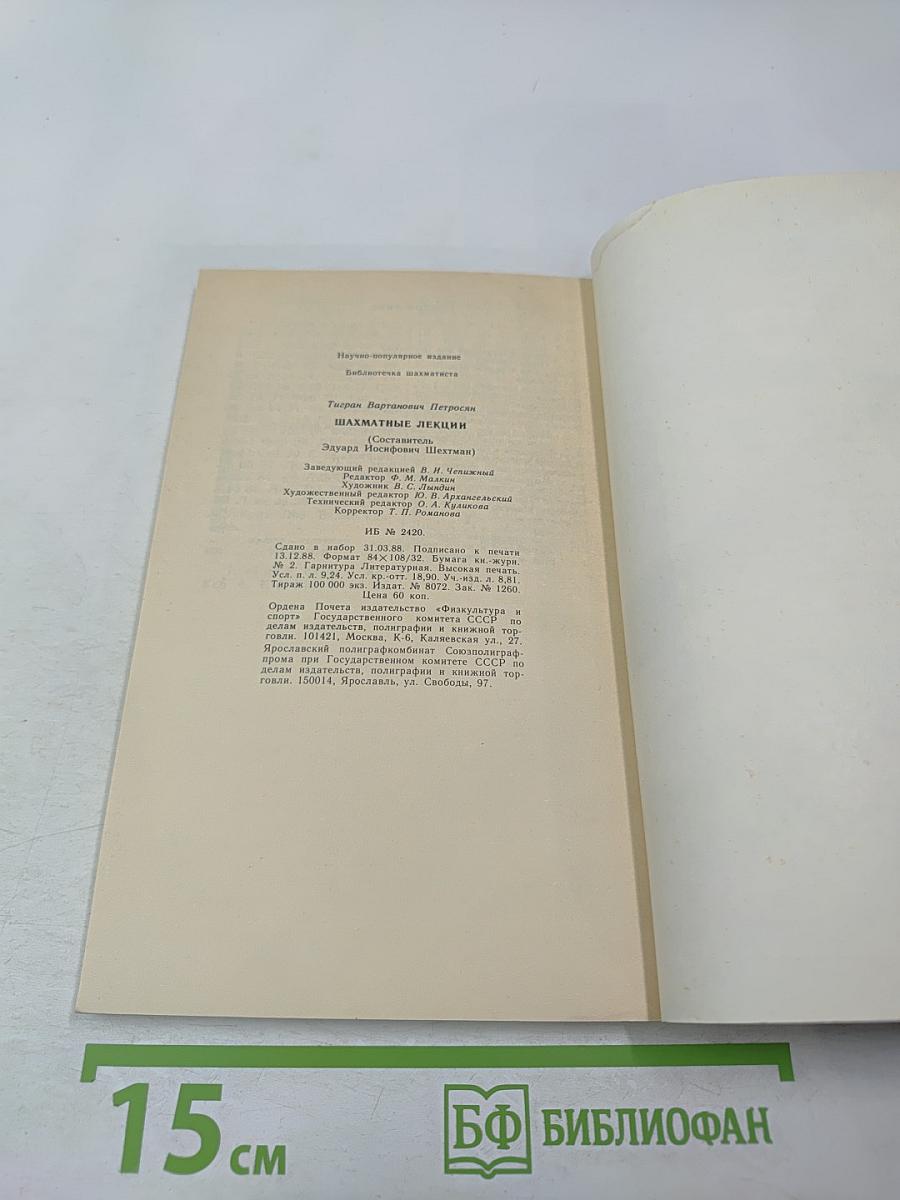 Научно-популярное издание
Библиотечка шахматиста
Тигран Вартанович Петросян
ШАХМАТНЫЕ ЛЕКЦИИ
(Составитель
Эдуард Иосифович Шехтман)
Заведующий редакцией В. И. Чепижный
Редактор Ф. М. Малкин
Художник В. С. Лындин
Художественный редактор Ю. В. Архангельский
Технический редактор О. А. Куликова
Корректор Т. П. Романова
ИБ № 2420.
Сдано в набор 31.03.88. Подписано к печати
13.12.88. Формат 84×108/32. Бумага кн.-журн.
№ 2. Гарнитура Литературная. Высокая печать.
Усл. п. л. 9,24. Усл. кр.-отт. 18,90. Уч.-изд. л. 8,81.
Тираж 100 000 экз. Издат. № 8072. Зак. № 1260.
Цена 60 коп.
Ордена Почета издательство «Физкультура и
спорт» Государственного комитета СССР по
делам издательств, полиграфии и книжной тор-
говли. 101421, Москва, К-6, Каляевская ул., 27.
Ярославский полиграфкомбинат Союзполиграф-
прома при Государственном комитете СССР по
делам издательств, полиграфии и книжной тор-
говли. 150014, Ярославль, ул. Свободы, 97.
15 см
БФ БИБЛИОФАН